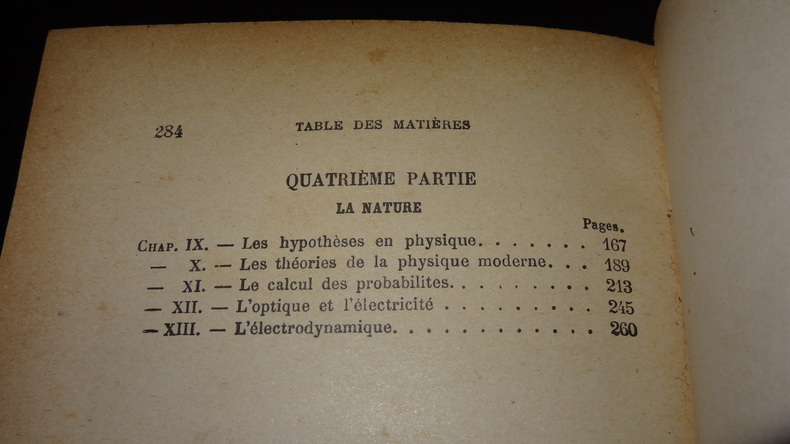 284 TABLE DES MATIÈRES
QUATRIÈME PARTIE
LA NATURE
Pages.
CHAP. IX. — Les hypothèses en physique. . . . . . . 167
— X. — Les théories de la physique moderne. . . 189
— XI. — Le calcul des probabilites. . . . . . . . . 213
— XII. — L'optique et l'électricité . . . . . . . . . 245
— XIII. — L'électrodynamique. . . . . . . . . . . . 260